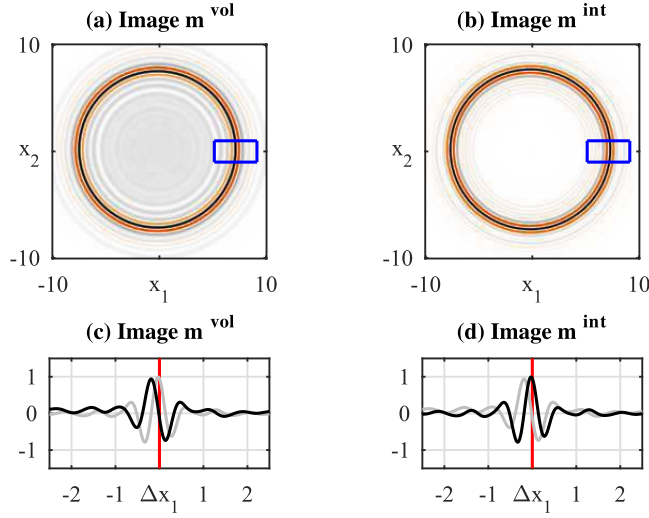 (a) Image m vol
(b) Image m int
10
x2
-10
-10 x1 10
10
x2
-10
-10 x1 10
(c) Image m vol
(d) Image m int
1
0
-1
-2 -1 Δx1 1 2
1
0
-1
-2 -1 Δx1 1 2